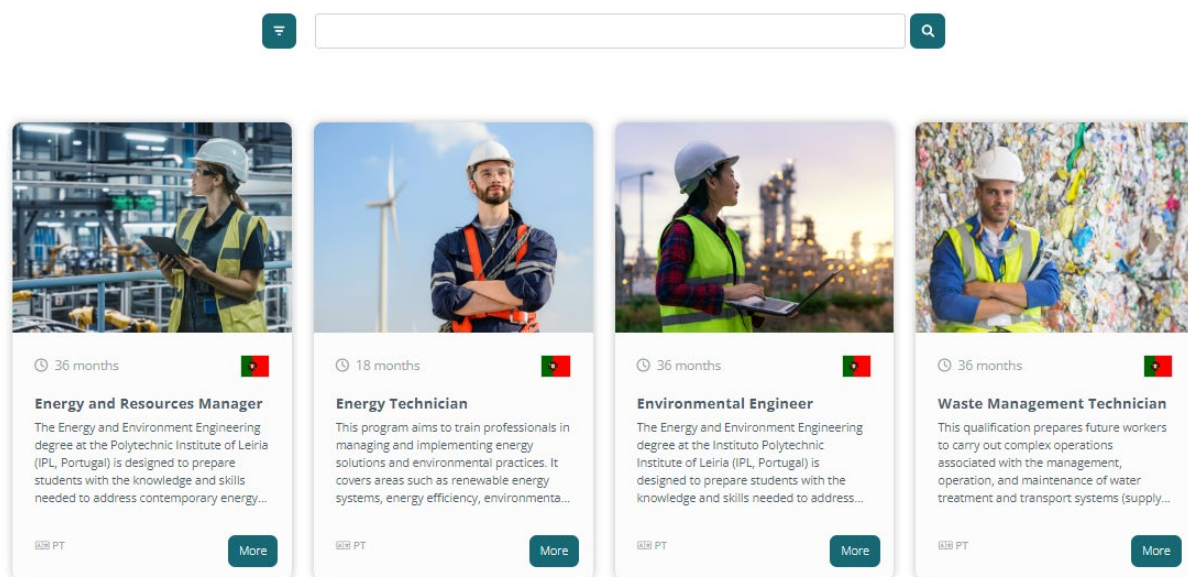 36 months
Energy and Resources Manager
The Energy and Environment Engineering
degree at the Polytechnic Institute of Leiria
(IPL, Portugal) is designed to prepare
students with the knowledge and skills
needed to address contemporary energy...
PT
More
18 months
Energy Technician
This program aims to train professionals in
managing and implementing energy
solutions and environmental practices. It
covers areas such as renewable energy
systems, energy efficiency, environmenta...
PT
More
36 months
Environmental Engineer
The Energy and Environment Engineering
degree at the Instituto Polytechnic
Institute of Leiria (IPL, Portugal) is
designed to prepare students with the
knowledge and skills needed to address...
PT
More
36 months
Waste Management Technician
This qualification prepares future workers
to carry out complex operations
associated with the management,
operation, and maintenance of water
treatment and transport systems (supply...
PT
More